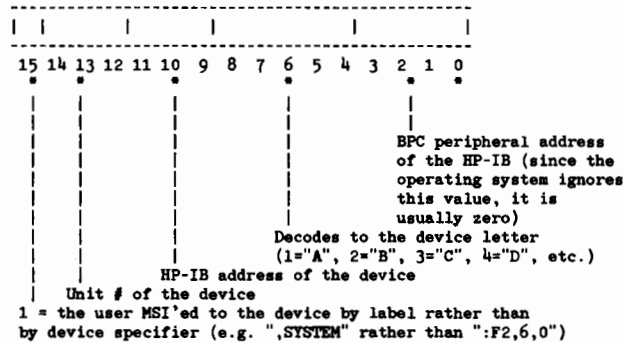 15 14 13 12 11 10 9 8 7 6 5 4 3 2 1 0
BPC peripheral address
of the HP-IB (since the
operating system ignores
this value, it is
usually zero)
Decodes to the device letter
(1="A", 2="B", 3="C", 4="D", etc.)
HP-IB address of the device
Unit # of the device
1 = the user MSI'ed to the device by label rather than
by device specifier (e.g. ",SYSTEM" rather than ":F2,6,0")